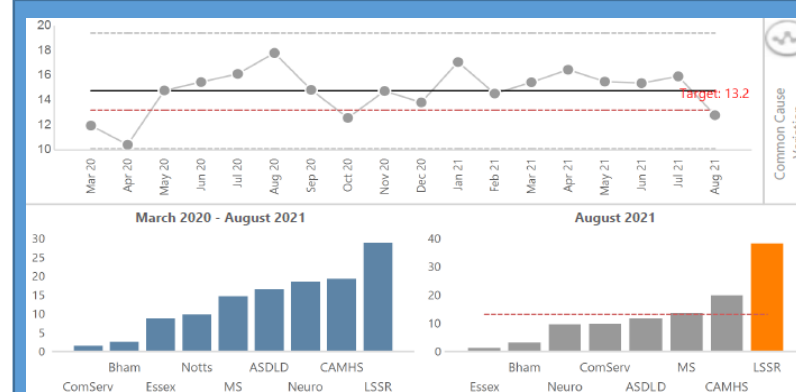 20
18
16
14
12
10
Target: 13.2
Mar 20 Apr 20 May 20 Jun 20 Jul 20 Aug 20 Sep 20 Oct 20 Nov 20 Dec 20 Jan 21 Feb 21 Mar 21 Apr 21 May 21 Jun 21 Jul 21 Aug 21
Common Cause
March 2020 - August 2021
30
25
20
15
10
5
0
Bham Notts ASDLD CAMHS
ComServ Essex MS Neuro LSSR
August 2021
40
30
20
10
0
Bham ComServ MS LSSR
Essex Neuro ASDLD CAMHS